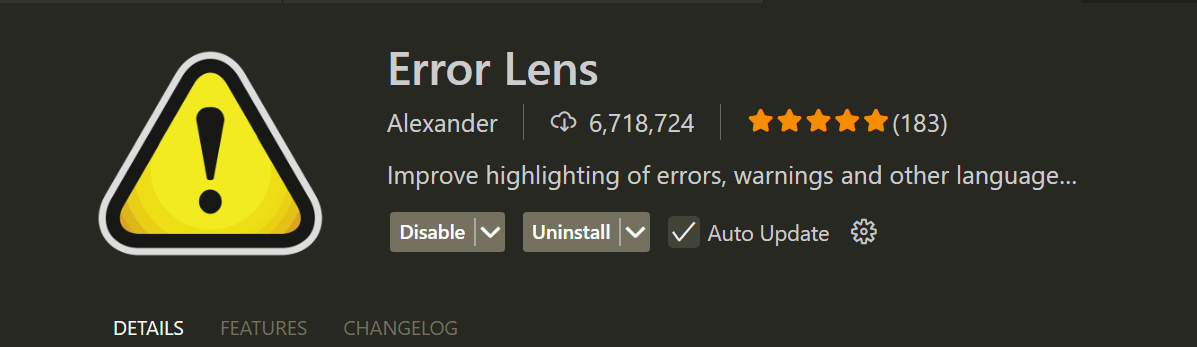 Error Lens
Alexander 6,718,724 (183)
Improve highlighting of errors, warnings and other language...
Disable Uninstall Auto Update
DETAILS FEATURES CHANGELOG